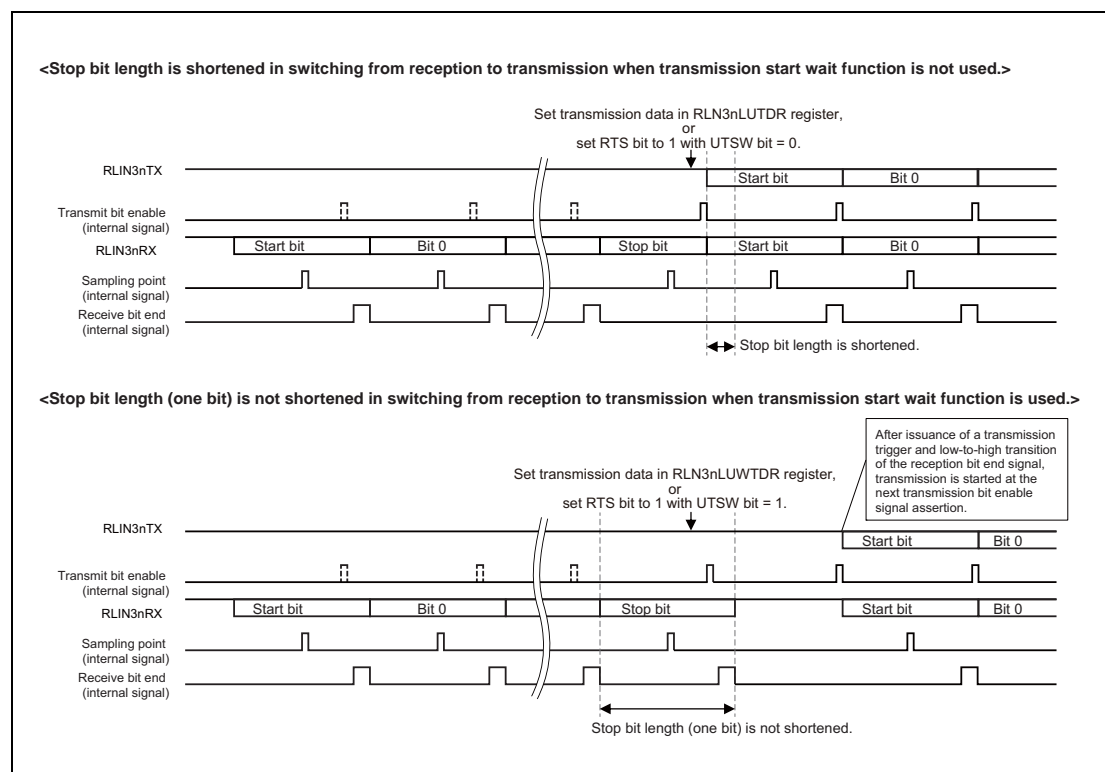 <Stop bit length is shortened in switching from reception to transmission when transmission start wait function is not used.>
Set transmission data in RLN3nLUTDR register,
or
set RTS bit to 1 with UTSW bit = 0.
RLIN3nTX
Start bit
Bit 0
Transmit bit enable
(internal signal)
RLIN3nRX
Start bit
Bit 0
Stop bit
Start bit
Bit 0
Sampling point
(internal signal)
Receive bit end
(internal signal)
Stop bit length is shortened.
<Stop bit length (one bit) is not shortened in switching from reception to transmission when transmission start wait function is used.>
After issuance of a transmission
trigger and low-to-high transition
of the reception bit end signal,
transmission is started at the
next transmission bit enable
signal assertion.
Set transmission data in RLN3nLUWTDR register,
or
set RTS bit to 1 with UTSW bit = 1.
RLIN3nTX
Start bit
Bit 0
Transmit bit enable
(internal signal)
RLIN3nRX
Start bit
Bit 0
Stop bit
Start bit
Bit 0
Sampling point
(internal signal)
Receive bit end
(internal signal)
Stop bit length (one bit) is not shortened.